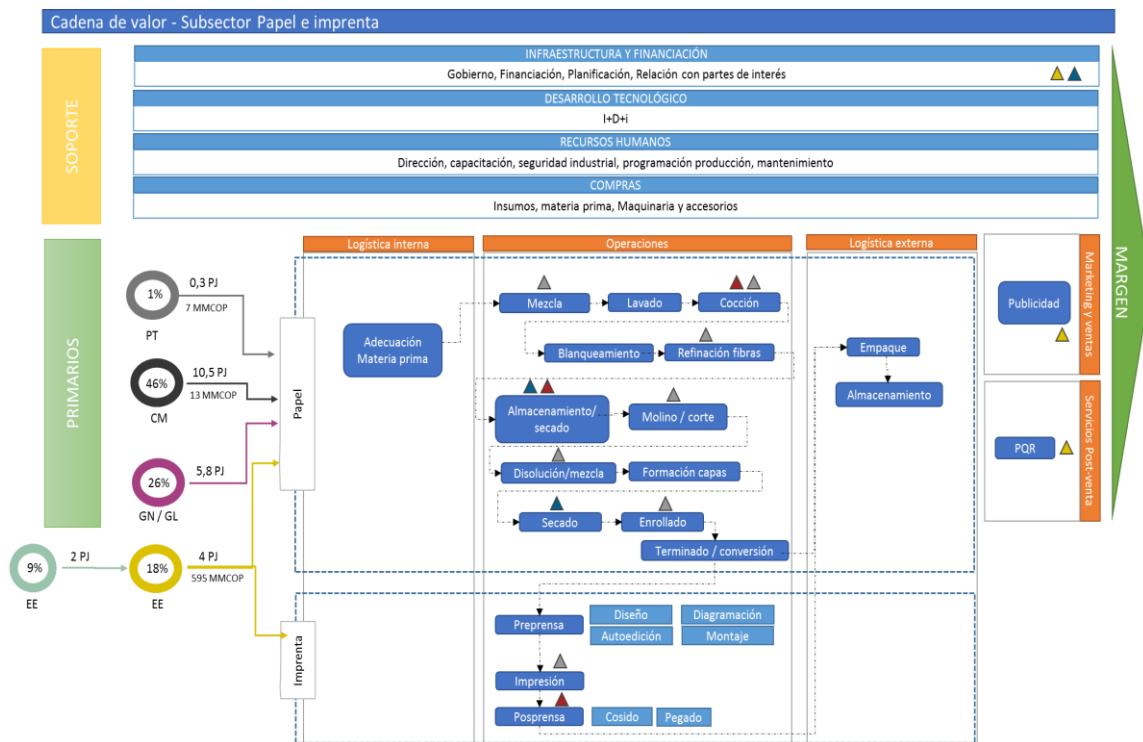 Cadena de valor - Subsector Papel e imprenta
SOPORTE
INFRAESTRUCTURA Y FINANCIACIÓN
Gobierno, Financiación, Planificación, Relación con partes de interés
DESARROLLO TECNOLÓGICO
I+D+i
RECURSOS HUMANOS
Dirección, capacitación, seguridad industrial, programación producción, mantenimiento
COMPRAS
Insumos, materia prima, Maquinaria y accesorios
MARGEN
PRIMARIOS
Logística interna
Operaciones
Logística externa
Marketing y ventas
Publicidad
Servicios Post-venta
PQR
1%
0,3 PJ
7 MMCOP
PT
46%
10,5 PJ
13 MMCOP
CM
26%
5,8 PJ
GN / GL
9%
2 PJ
EE
18%
4 PJ
595 MMCOP
EE
Papel
Adecuación
Materia prima
Mezcla
Lavado
Cocción
Blanqueamiento
Refinación fibras
Almacenamiento/
secado
Molino / corte
Disolución/mezcla
Formación capas
Secado
Enrollado
Terminado / conversión
Empaque
Almacenamiento
Imprenta
Preprensa
Diseño
Diagramación
Autoedición
Montaje
Impresión
Posprensa
Cosido
Pegado